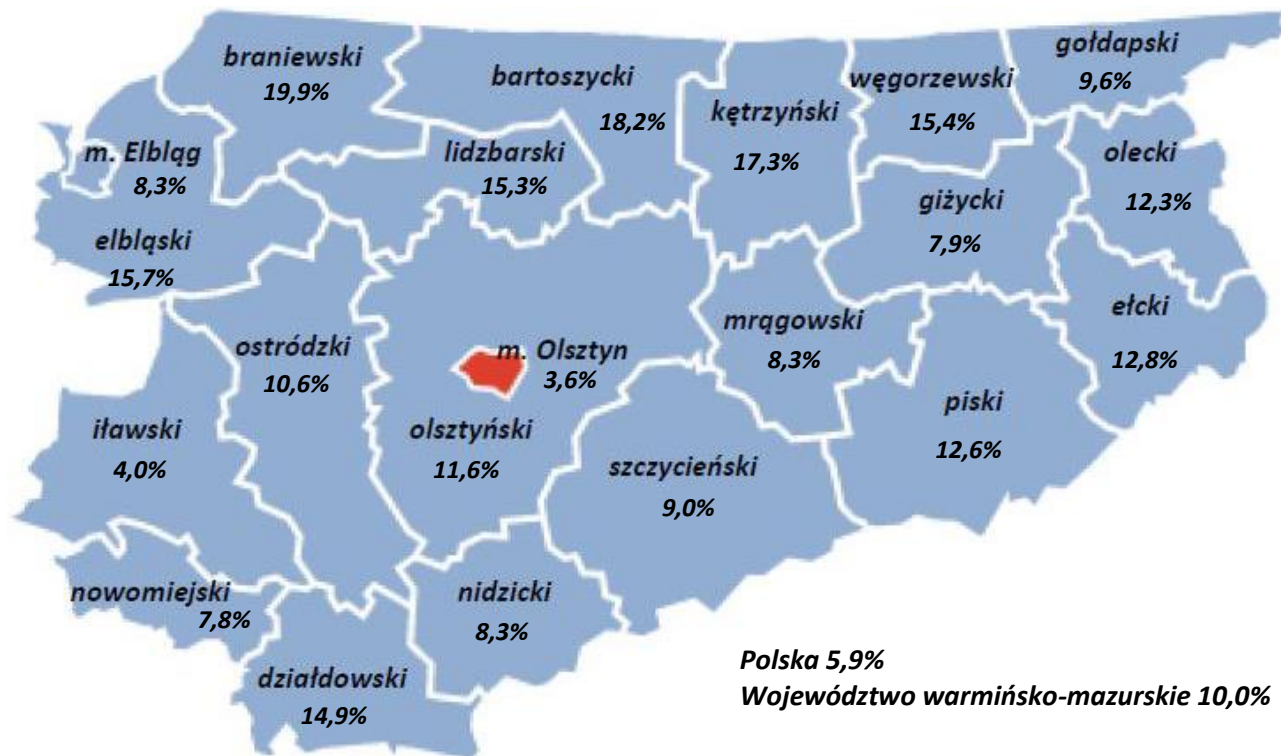 braniewski
19,9%
bartoszycki
18,2%
kętrzyński
17,3%
węgorzewski
15,4%
gołdapski
9,6%
m. Elbląg
8,3%
lidzbarski
15,3%
olecki
12,3%
giżycki
7,9%
elbląski
15,7%
ełcki
12,8%
ostródzki
10,6%
m. Olsztyn
3,6%
mrągowski
8,3%
piski
12,6%
iławski
4,0%
olsztyński
11,6%
szczycieński
9,0%
nowomiejski
7,8%
nidzicki
8,3%
działdowski
14,9%
Polska 5,9%
Województwo warmińsko-mazurskie 10,0%